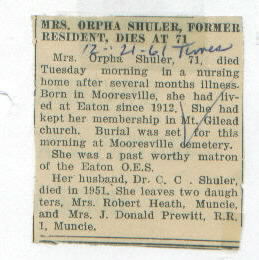 MRS. ORPHA SHULER, FORMER
RESIDENT, DIES AT 71
12-21-61 Times
Mrs. Orpha Shuler, 71, died
Tuesday morning in a nursing
home after several months illness.
Born in Mooresville, she had liv-
ed at Eaton since 1912. She had
kept her membership in Mt. Gilead
church. Burial was set for this
morning at Mooresville cemetery.
She was a past worthy matron
of the Eaton O.E.S.
Her husband, Dr. C. C. Shuler,
died in 1951. She leaves two daugh
ters, Mrs. Robert Heath, Muncie,
and Mrs. J. Donald Prewitt, R.R.
1, Muncie.